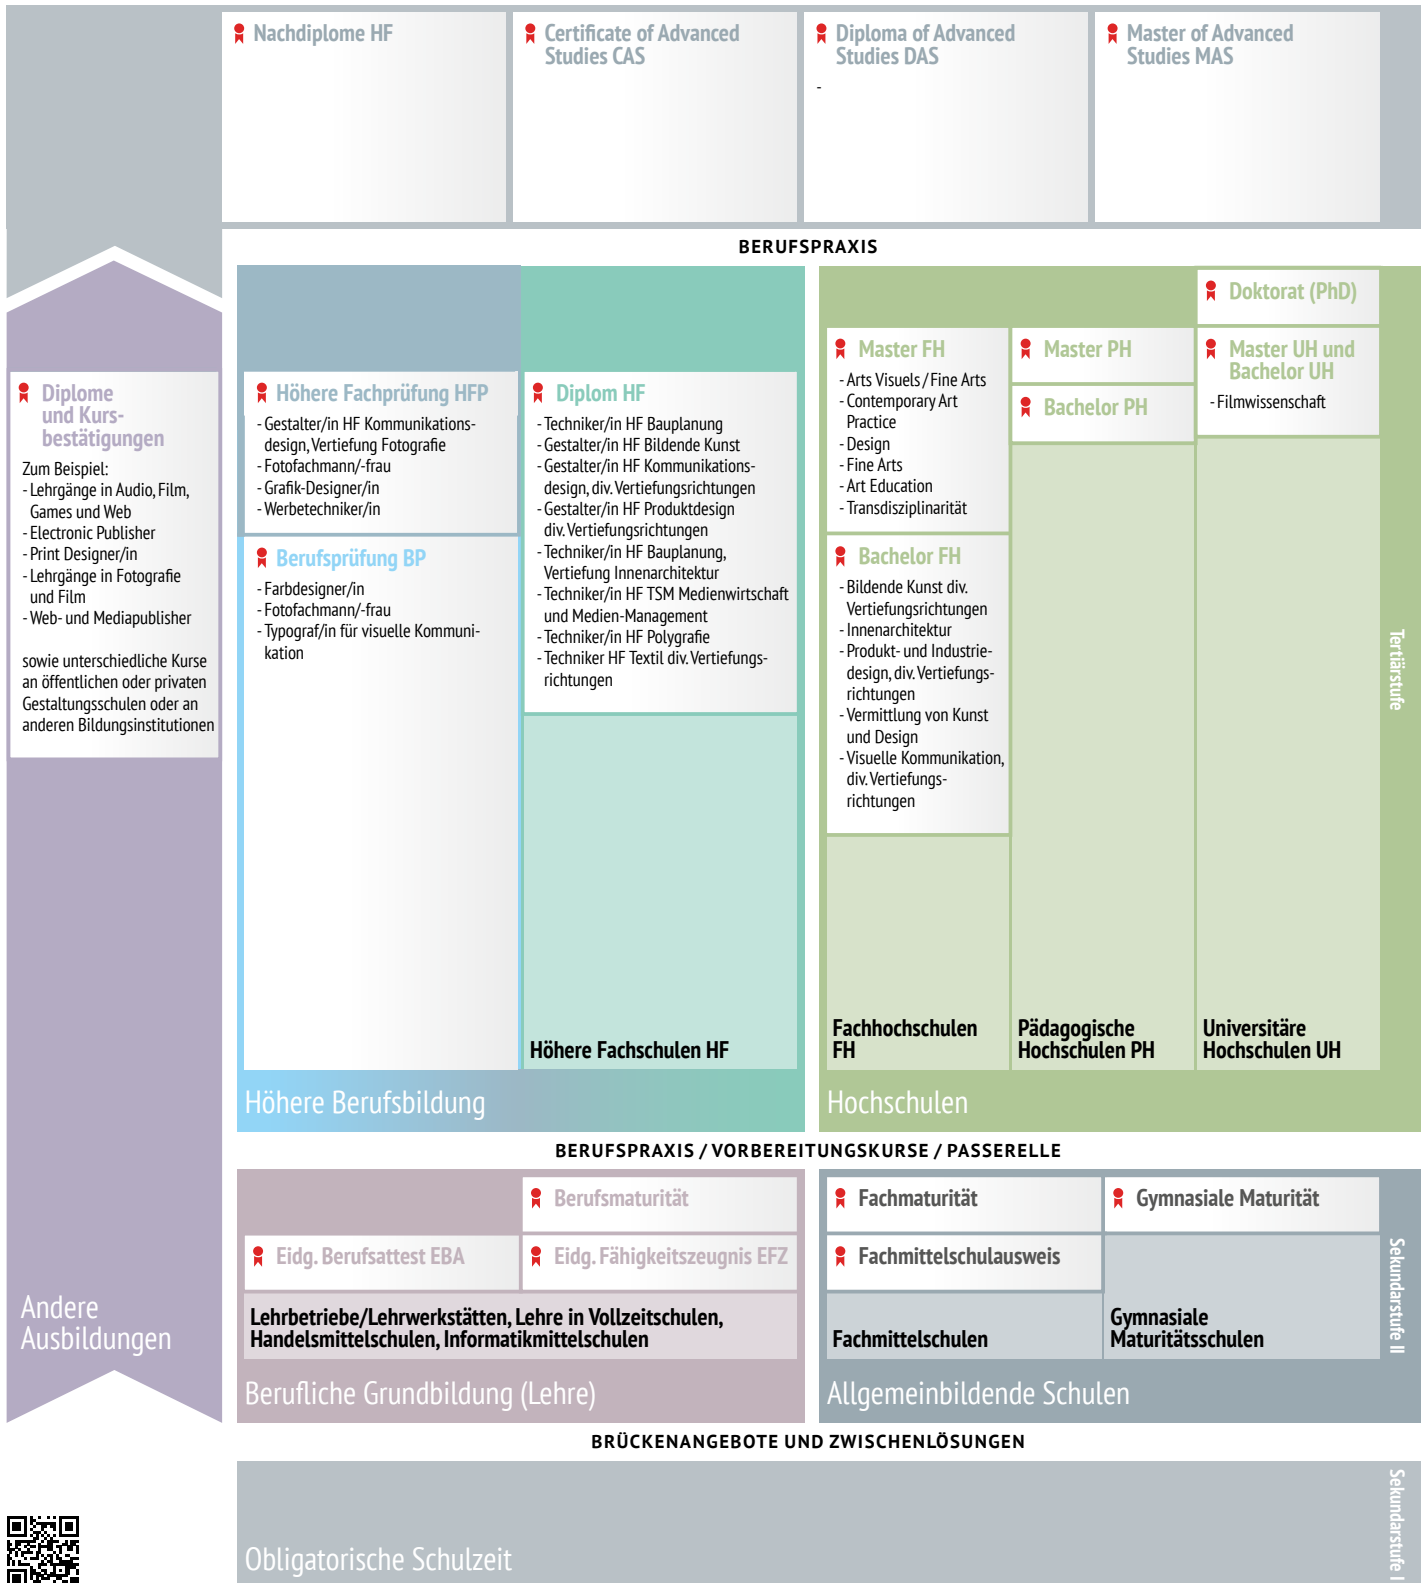 Nachdiplome HF
Certificate of Advanced
Studies CAS
Diploma of Advanced
Studies DAS
-
Master of Advanced
Studies MAS
BERUFSPRAXIS
Diplome
und Kurs-
bestätigungen
Zum Beispiel:
- Lehrgänge in Audio, Film,
Games und Web
- Electronic Publisher
- Print Designer/in
- Lehrgänge in Fotografie
und Film
- Web- und Mediapublisher
sowie unterschiedliche Kurse
an öffentlichen oder privaten
Gestaltungsschulen oder an
anderen Bildungsinstitutionen
Andere
Ausbildungen
Höhere Fachprüfung HFP
- Gestalter/in HF Kommunikations-
design, Vertiefung Fotografie
- Fotofachmann/-frau
- Grafik-Designer/in
- Werbetechniker/in
Berufsprüfung BP
- Farbdesigner/in
- Fotofachmann/-frau
- Typograf/in für visuelle Kommuni-
kation
Diplom HF
- Techniker/in HF Bauplanung
- Gestalter/in HF Bildende Kunst
- Gestalter/in HF Kommunikations-
design, div. Vertiefungsrichtungen
- Gestalter/in HF Produktdesign
div. Vertiefungsrichtungen
- Techniker/in HF Bauplanung,
Vertiefung Innenarchitektur
- Techniker/in HF TSM Medienwirtschaft
und Medien-Management
- Techniker/in HF Polygrafie
- Techniker HF Textil div. Vertiefungs-
richtungen
Höhere Fachschulen HF
Höhere Berufsbildung
Master FH
- Arts Visuels / Fine Arts
- Contemporary Art
Practice
- Design
- Fine Arts
- Art Education
- Transdisziplinarität
Bachelor FH
- Bildende Kunst div.
Vertiefungsrichtungen
- Innenarchitektur
- Produkt- und Industrie-
design, div. Vertiefungs-
richtungen
- Vermittlung von Kunst
und Design
- Visuelle Kommunikation,
div. Vertiefungs-
richtungen
Fachhochschulen
FH
Master PH
Bachelor PH
Pädagogische
Hochschulen PH
Doktorat (PhD)
Master UH und
Bachelor UH
- Filmwissenschaft
Universitäre
Hochschulen UH
Hochschulen
Tertiärstufe
BERUFSPRAXIS / VORBEREITUNGSKURSE / PASSERELLE
Berufsmaturität
Eidg. Berufsattest EBA
Eidg. Fähigkeitszeugnis EFZ
Lehrbetriebe/Lehrwerkstätten, Lehre in Vollzeitschulen,
Handelsmittelschulen, Informatikmittelschulen
Berufliche Grundbildung (Lehre)
Fachmaturität
Fachmittelschulausweis
Fachmittelschulen
Gymnasiale Maturität
Gymnasiale
Maturitätsschulen
Allgemeinbildende Schulen
Sekundarstufe II
BRÜCKENANGEBOTE UND ZWISCHENLÖSUNGEN
Obligatorische Schulzeit
Sekundarstufe I